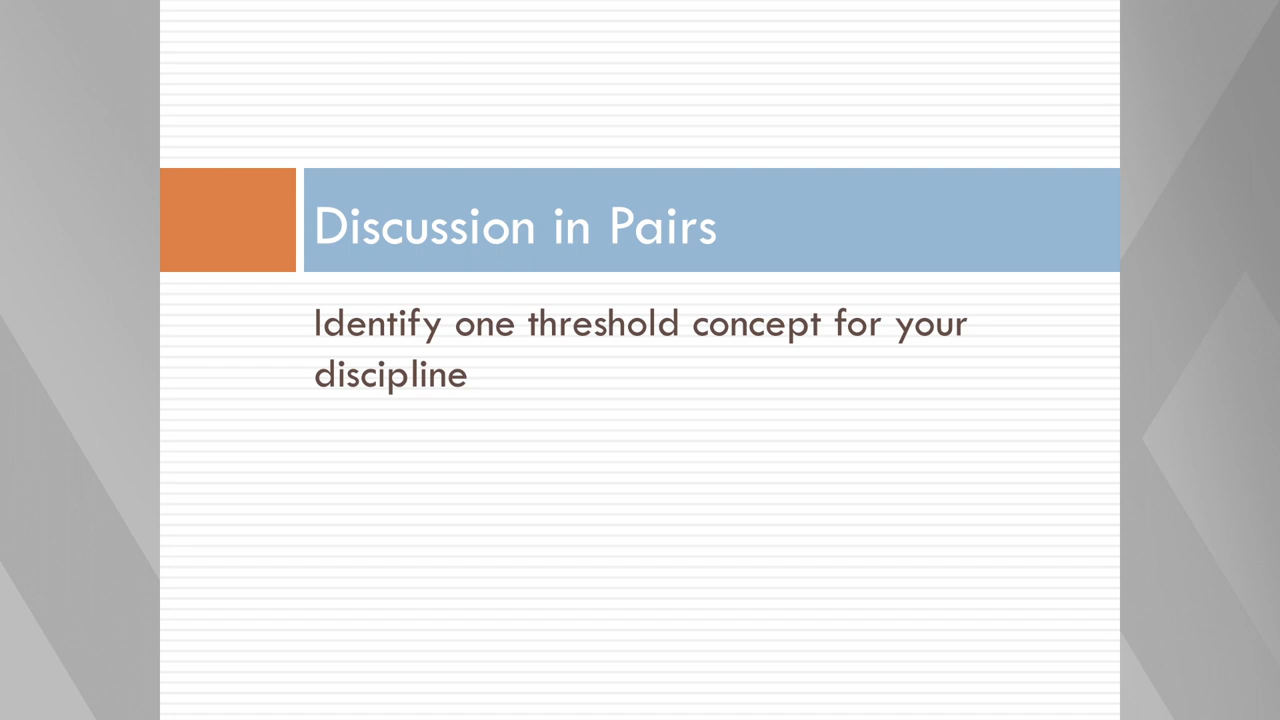 Discussion in Pairs
Identify one threshold concept for your
discipline